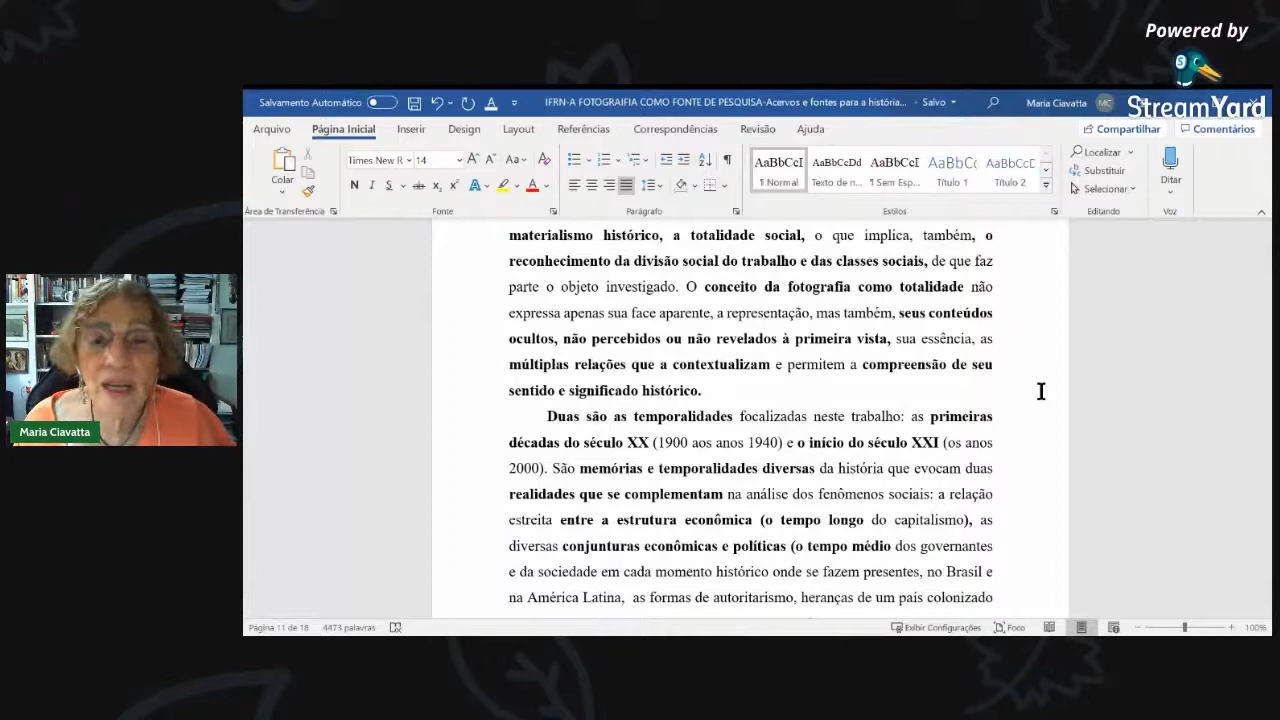 Powered by
StreamYard
Salvamento Automático
IFRN-A FOTOGRAIFIA COMO FONTE DE PESQUISA-Acervos e fontes para a história... - Salvo
Maria Ciavatta MC
Arquivo Página Inicial Inserir Design Layout Referências Correspondências Revisão Ajuda
Compartilhar Comentários
Colar
Times New R 14
AaBbCcI AaBbCcDd AaBbCcI AaBbCc AaBbCcD
¶ Normal Texto de n... ¶ Sem Esp... Título 1 Título 2
Localizar
Substituir
Selecionar
Ditar
Área de Transferência Fonte Parágrafo Estilos Editando Voz
materialismo histórico, a totalidade social, o que implica, também, o
reconhecimento da divisão social do trabalho e das classes sociais, de que faz
parte o objeto investigado. O conceito da fotografia como totalidade não
expressa apenas sua face aparente, a representação, mas também, seus conteúdos
ocultos, não percebidos ou não revelados à primeira vista, sua essência, as
múltiplas relações que a contextualizam e permitem a compreensão de seu
sentido e significado histórico.
Duas são as temporalidades focalizadas neste trabalho: as primeiras
décadas do século XX (1900 aos anos 1940) e o início do século XXI (os anos
2000). São memórias e temporalidades diversas da história que evocam duas
realidades que se complementam na análise dos fenômenos sociais: a relação
estreita entre a estrutura econômica (o tempo longo do capitalismo), as
diversas conjunturas econômicas e políticas (o tempo médio dos governantes
e da sociedade em cada momento histórico onde se fazem presentes, no Brasil e
na América Latina, as formas de autoritarismo, heranças de um país colonizado
Maria Ciavatta
Página 11 de 18 4473 palavras Exibir Configurações Foco 100%